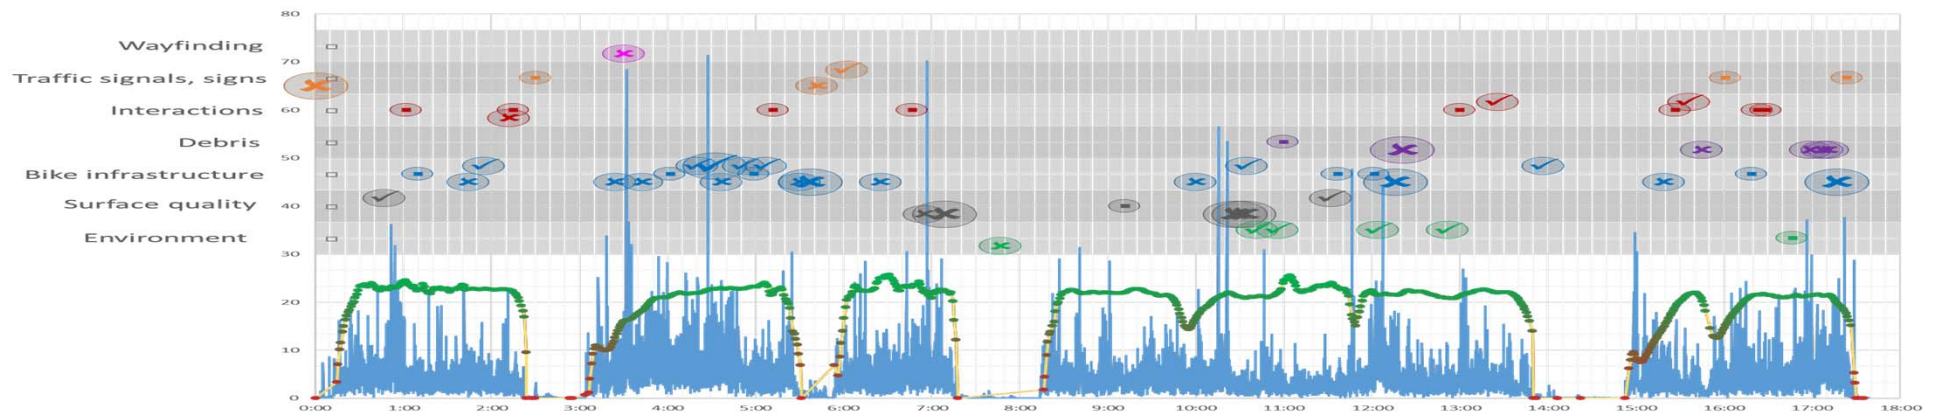 80
Wayfinding
70
Traffic signals, signs
Interactions 60
Debris
50
Bike infrastructure
Surface quality 40
Environment
30
20
10
0
0:00 1:00 2:00 3:00 4:00 5:00 6:00 7:00 8:00 9:00 10:00 11:00 12:00 13:00 14:00 15:00 16:00 17:00 18:00